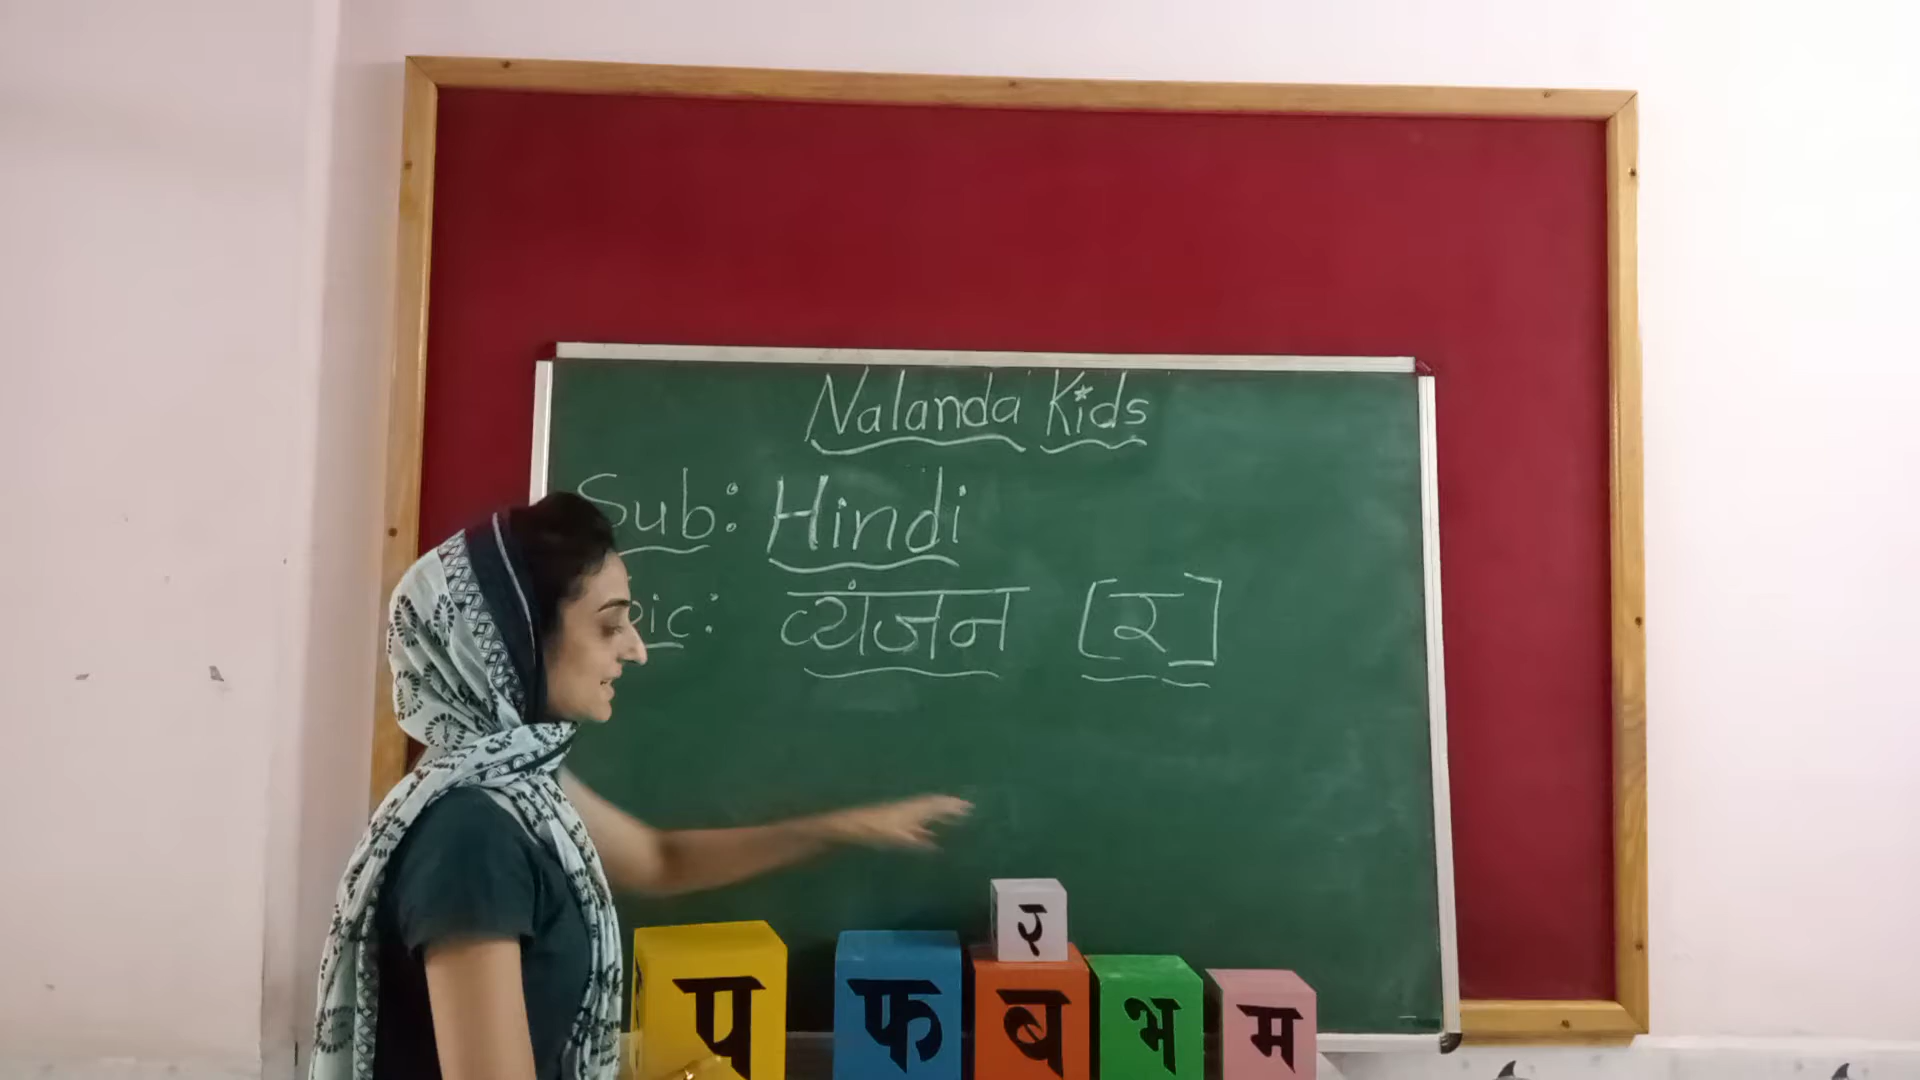 Nalanda Kids
Sub: Hindi
व्यंजन [र]
र
प फ ब भ म